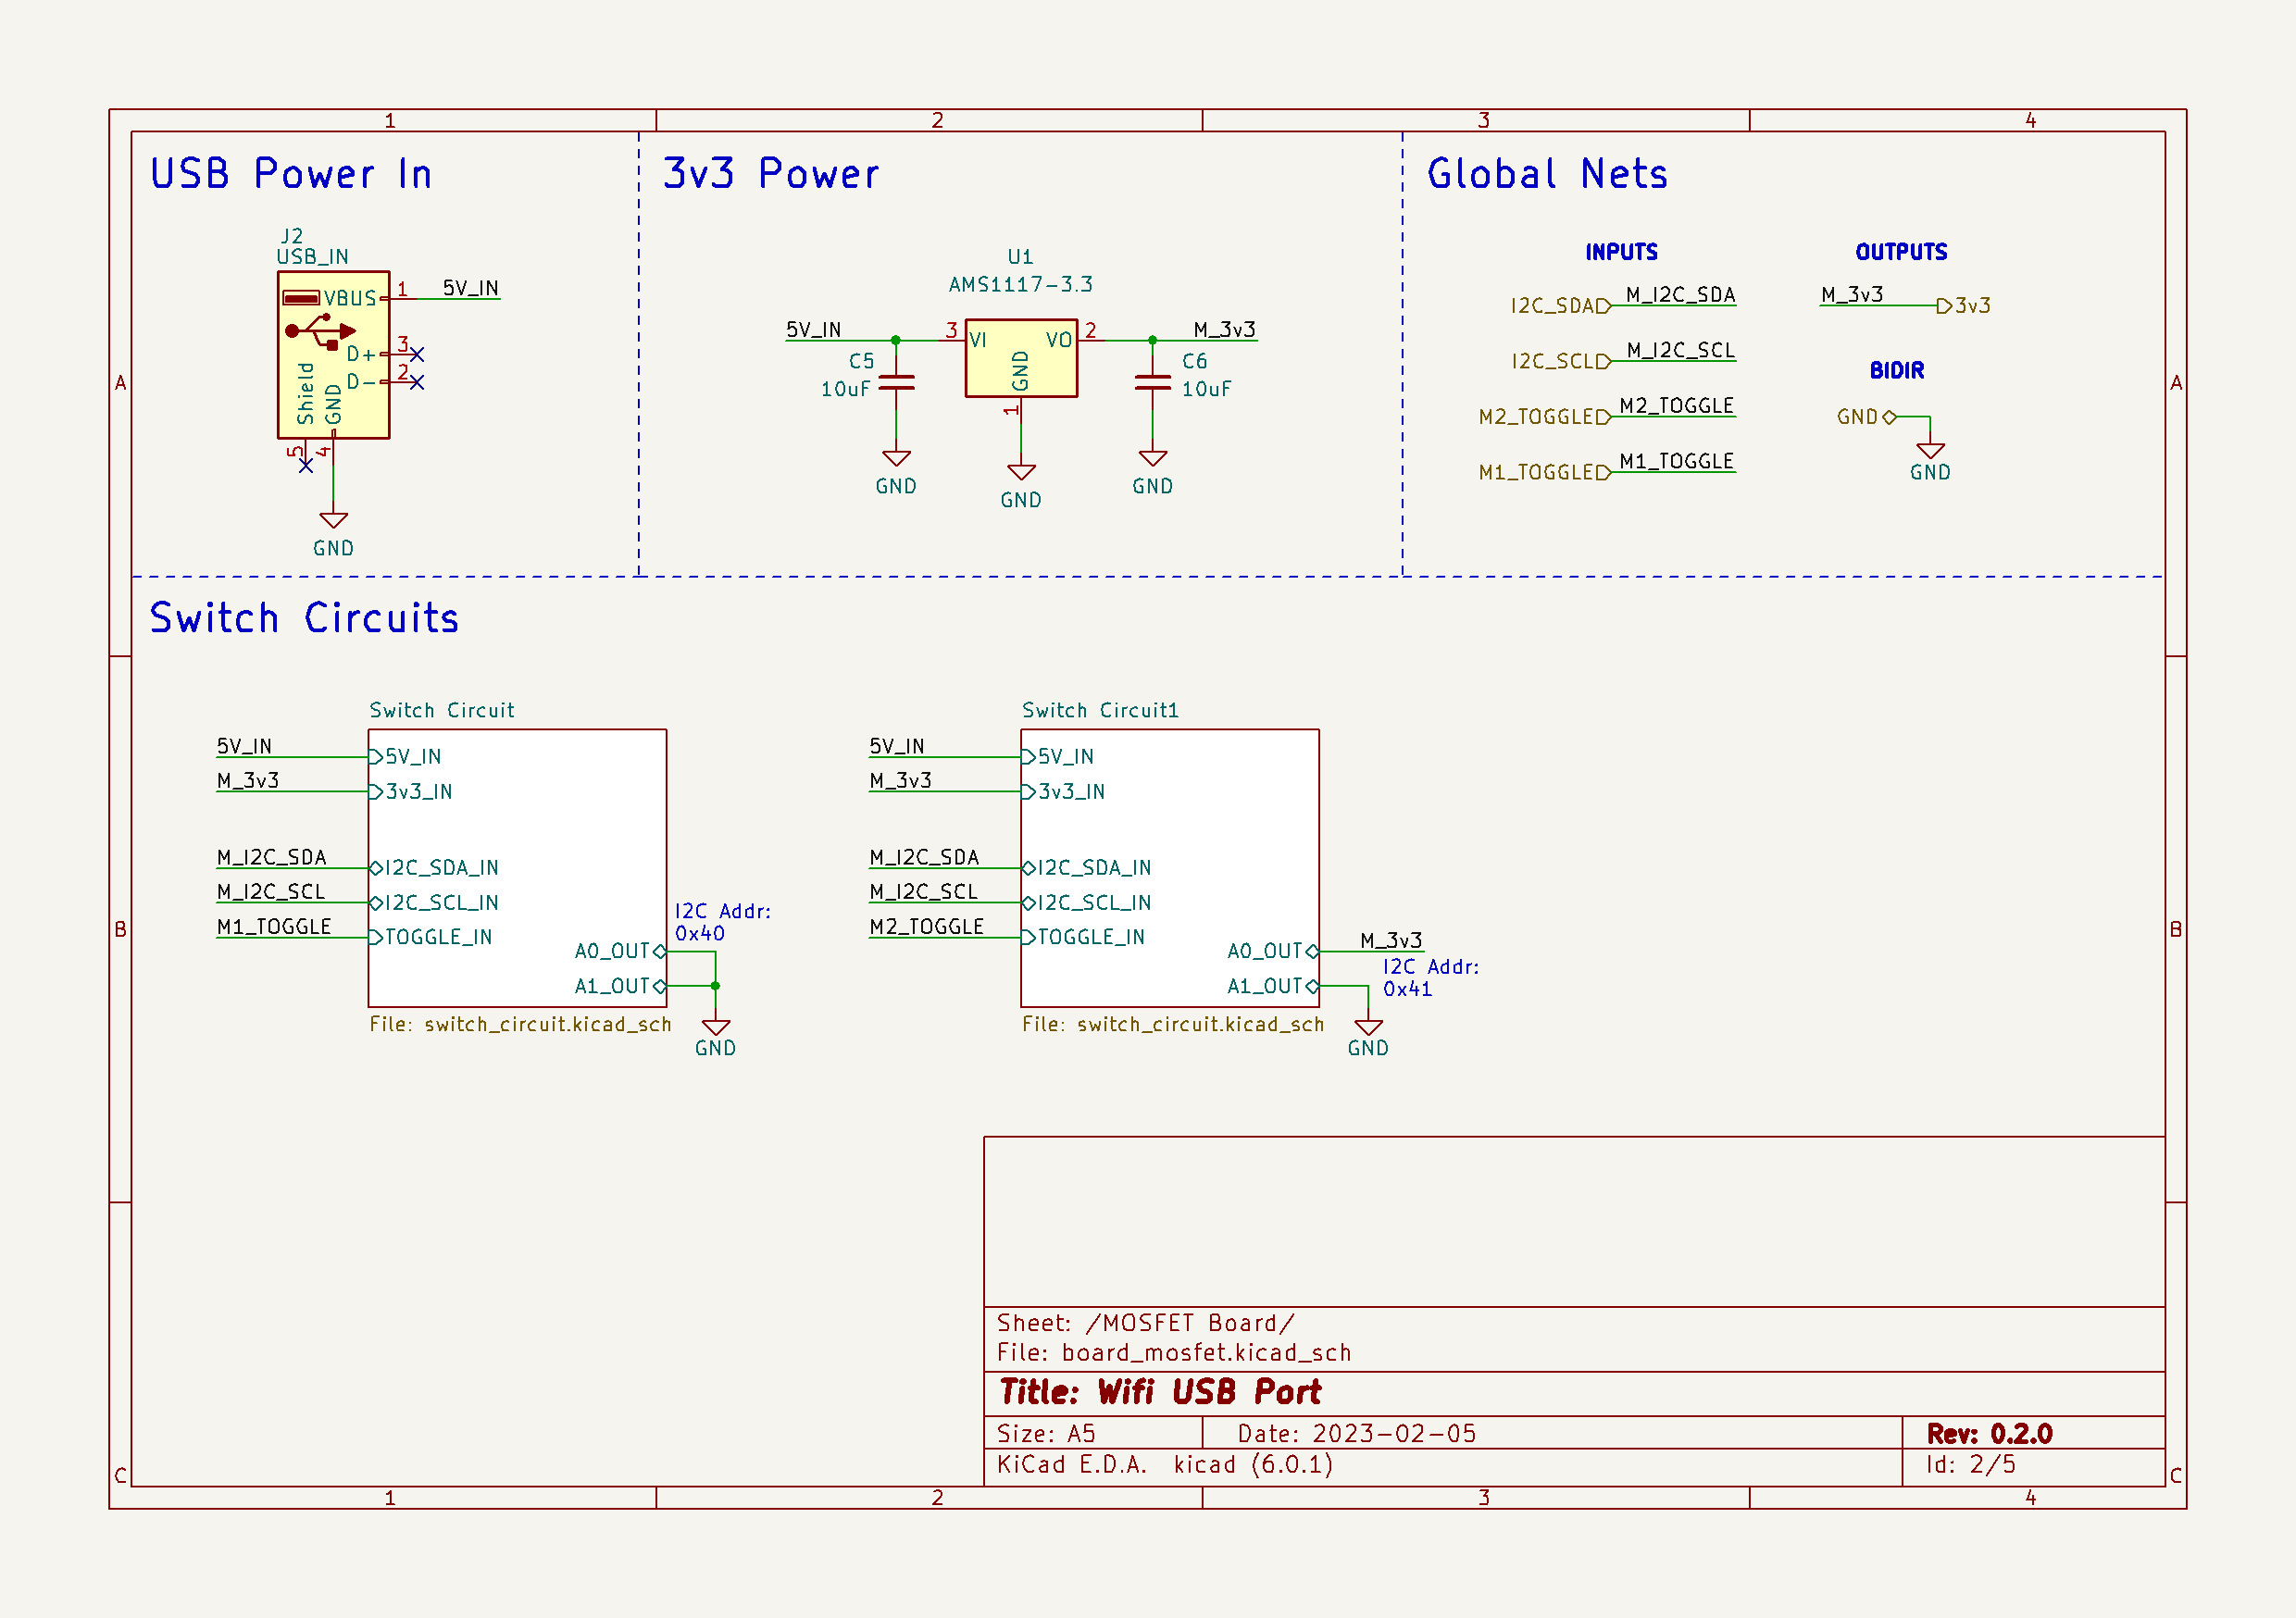 1 2 3 4
USB Power In
3v3 Power
Global Nets
J2
USB_IN
VBUS
1
5V_IN
D+
3
D-
2
Shield
GND
5
4
GND
U1
AMS1117-3.3
5V_IN
3
VI
VO
2
M_3v3
GND
1
C5
10uF
C6
10uF
GND
GND
GND
INPUTS
OUTPUTS
I2C_SDA
M_I2C_SDA
M_3v3
3v3
I2C_SCL
M_I2C_SCL
BIDIR
M2_TOGGLE
M2_TOGGLE
GND
M1_TOGGLE
M1_TOGGLE
GND
A
A
Switch Circuits
Switch Circuit
5V_IN
5V_IN
M_3v3
3v3_IN
M_I2C_SDA
I2C_SDA_IN
M_I2C_SCL
I2C_SCL_IN
M1_TOGGLE
TOGGLE_IN
I2C Addr:
0x40
A0_OUT
A1_OUT
File: switch_circuit.kicad_sch
GND
Switch Circuit1
5V_IN
5V_IN
M_3v3
3v3_IN
M_I2C_SDA
I2C_SDA_IN
M_I2C_SCL
I2C_SCL_IN
M2_TOGGLE
TOGGLE_IN
A0_OUT
M_3v3
I2C Addr:
0x41
A1_OUT
File: switch_circuit.kicad_sch
GND
B
B
Sheet: /MOSFET Board/
File: board_mosfet.kicad_sch
Title: Wifi USB Port
Size: A5
Date: 2023-02-05
Rev: 0.2.0
KiCad E.D.A. kicad (6.0.1)
Id: 2/5
C
C
1 2 3 4